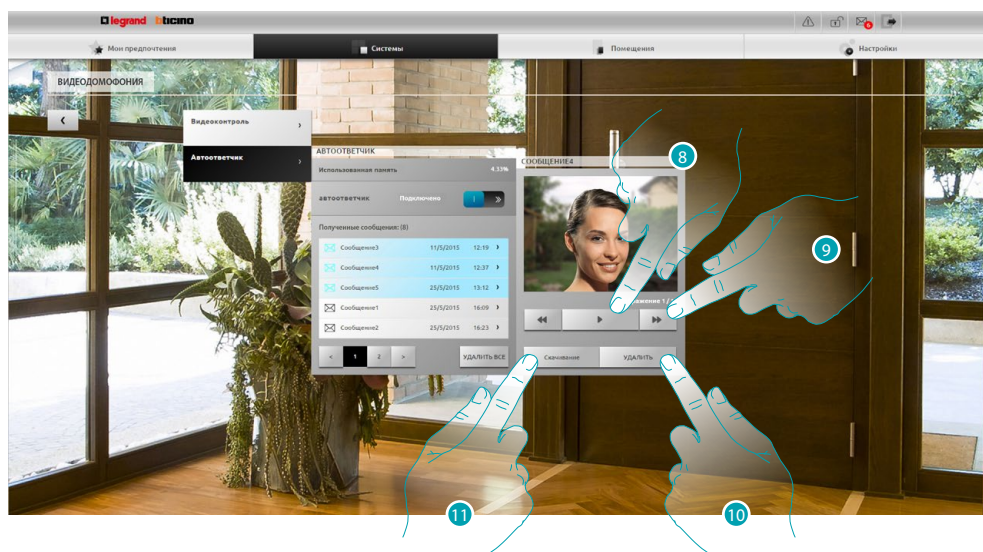 legrand bticino
6
Мои предпочтения
Системы
Помещения
Настройки
ВИДЕОДОМОФОНИЯ
Видеоконтроль
Автоответчик
АВТООТВЕТЧИК
Использованная память 4.33%
автоответчик Подключено
Полученные сообщения: (8)
Сообщение3 11/5/2015 12:19
Сообщение4 11/5/2015 12:37
Сообщение5 25/5/2015 13:12
Сообщение1 25/5/2015 16:09
Сообщение2 25/5/2015 16:23
< 1 2 >
УДАЛИТЬ ВСЕ
СООБЩЕНИЕ4
1 /
Скачивание
УДАЛИТЬ
8
9
10
11